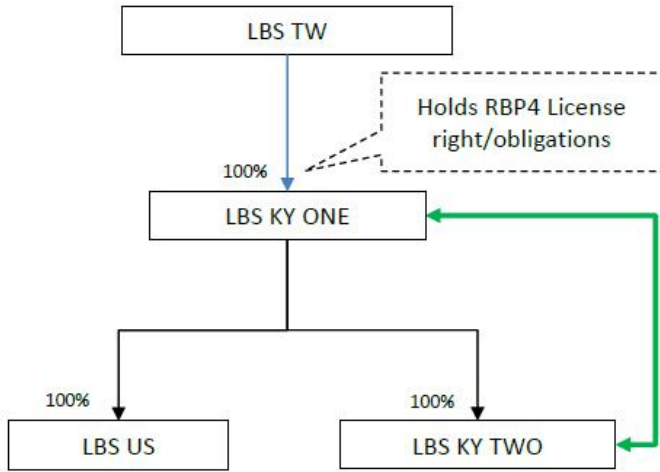 LBS TW
Holds RBP4 License
right/obligations
100%
LBS KY ONE
100%
100%
LBS US
LBS KY TWO